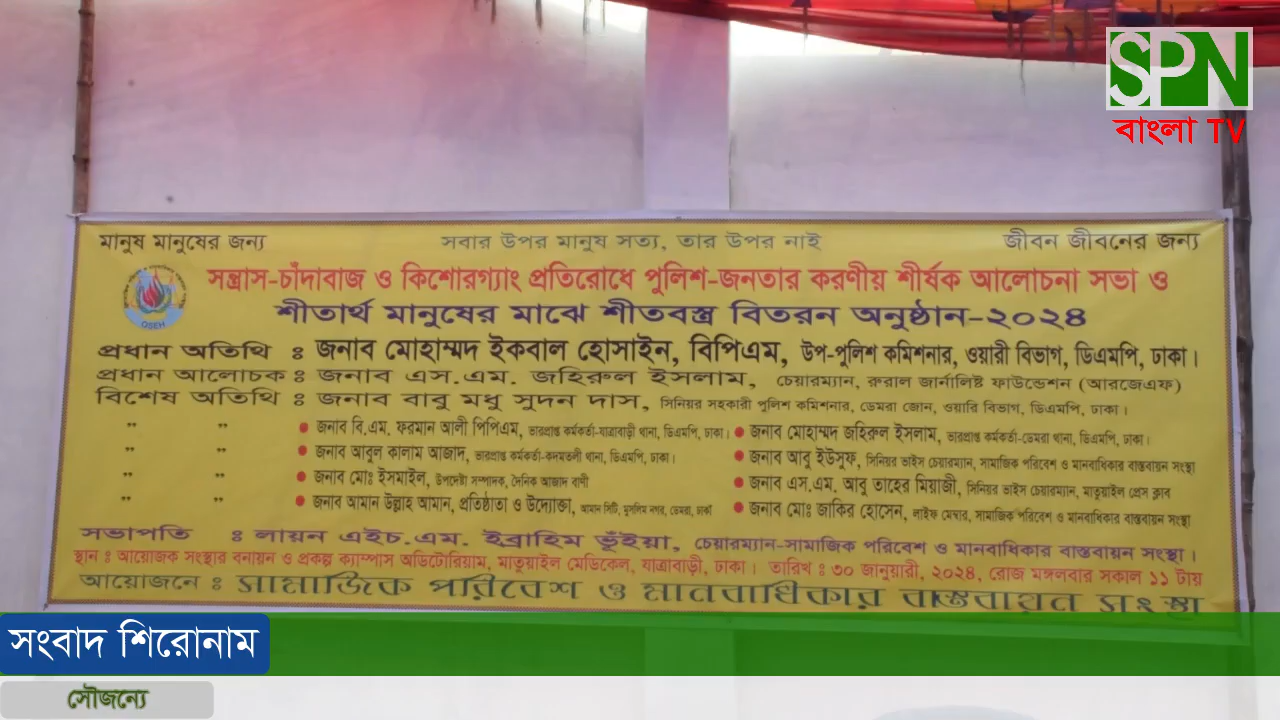 SPN
বাংলা TV
মানুষ মানুষের জন্য সবার উপর মানুষ সত্য, তার উপর নাই জীবন জীবনের জন্য
সন্ত্রাস-চাঁদাবাজ ও কিশোরগ্যাং প্রতিরোধে পুলিশ-জনতার করণীয় শীর্ষক আলোচনা সভা ও
শীতার্থ মানুষের মাঝে শীতবস্ত্র বিতরন অনুষ্ঠান-২০২৪
OSEH
প্রধান অতিথি : জনাব মোহাম্মদ ইকবাল হোসাইন, বিপিএম, উপ-পুলিশ কমিশনার, ওয়ারী বিভাগ, ডিএমপি, ঢাকা।
প্রধান আলোচক : জনাব এস.এম. জহিরুল ইসলাম, চেয়ারম্যান, রুরাল জার্নালিষ্ট ফাউন্ডেশন (আরজেএফ)
বিশেষ অতিথি : জনাব বাবু মধু সুদন দাস, সিনিয়র সহকারী পুলিশ কমিশনার, ডেমরা জোন, ওয়ারি বিভাগ, ডিএমপি, ঢাকা।
" " ● জনাব বি.এম. ফরমান আলী পিপিএম, ভারপ্রাপ্ত কর্মকর্তা-যাত্রাবাড়ী থানা, ডিএমপি, ঢাকা। ● জনাব মোহাম্মদ জহিরুল ইসলাম, ভারপ্রাপ্ত কর্মকর্তা-ডেমরা থানা, ডিএমপি, ঢাকা।
" " ● জনাব আবুল কালাম আজাদ, ভারপ্রাপ্ত কর্মকর্তা-কদমতলী থানা, ডিএমপি, ঢাকা। ● জনাব আবু ইউসুফ, সিনিয়র ভাইস চেয়ারম্যান, সামাজিক পরিবেশ ও মানবাধিকার বাস্তবায়ন সংস্থা
" " ● জনাব মোঃ ইসমাইল, উপদেষ্টা সম্পাদক, দৈনিক আজাদ বাণী ● জনাব এস.এম. আবু তাহের মিয়াজী, সিনিয়র ভাইস চেয়ারম্যান, মাতুয়াইল প্রেস ক্লাব
" " ● জনাব আমান উল্লাহ আমান, প্রতিষ্ঠাতা ও উদ্যোক্তা, আমান সিটি, মুসলিম নগর, ডেমরা, ঢাকা ● জনাব মোঃ জাকির হোসেন, লাইফ মেম্বার, সামাজিক পরিবেশ ও মানবাধিকার বাস্তবায়ন সংস্থা
সভাপতি : লায়ন এইচ.এম. ইব্রাহিম ভূঁইয়া, চেয়ারম্যান-সামাজিক পরিবেশ ও মানবাধিকার বাস্তবায়ন সংস্থা।
স্থান : আয়োজক সংস্থার বনায়ন ও প্রকল্প ক্যাম্পাস অডিটোরিয়াম, মাতুয়াইল মেডিকেল, যাত্রাবাড়ী, ঢাকা। তারিখ : ৩০ জানুয়ারী, ২০২৪, রোজ মঙ্গলবার সকাল ১১ টায়
আয়োজনে : সামাজিক পরিবেশ ও মানবাধিকার বাস্তবায়ন সংস্থা
সংবাদ শিরোনাম
সৌজন্যে